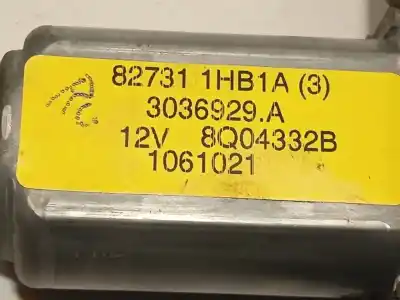 82731 1HB1A (3)
3036929.A
12V 8Q04332B
1061021